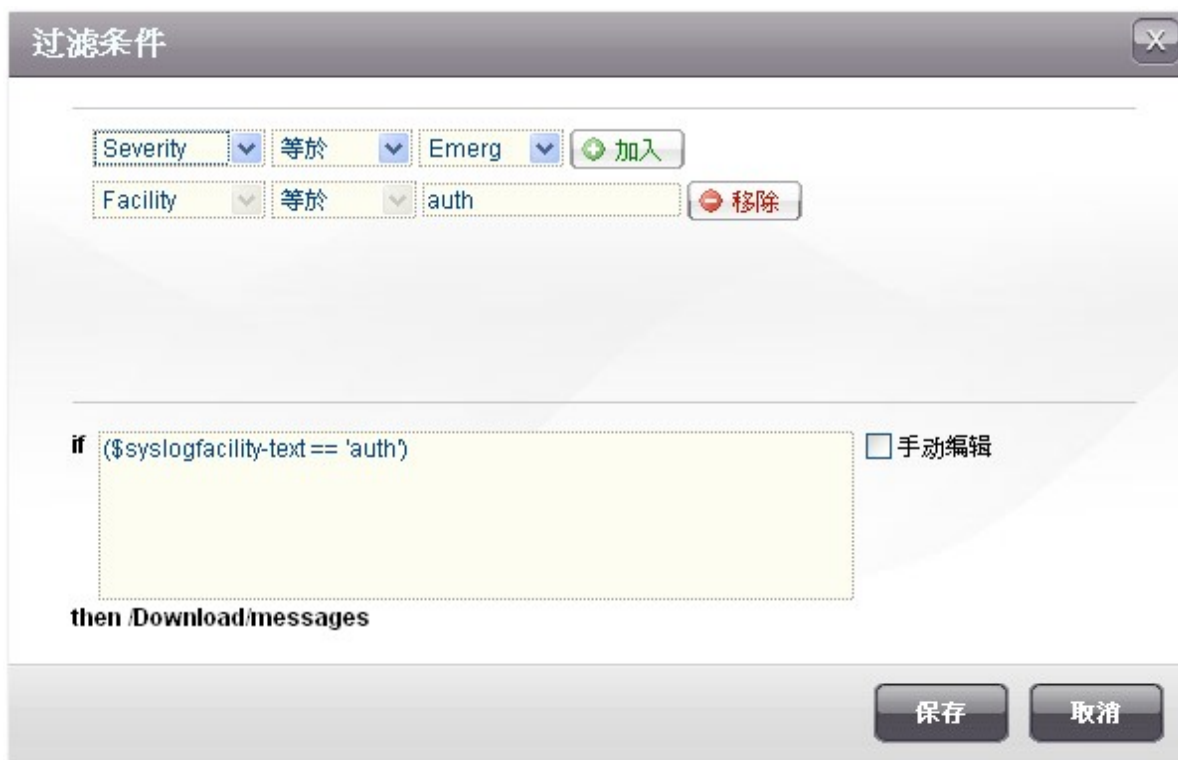 过滤条件 X
Severity 等於 Emerg 加入
Facility 等於 auth 移除
if ($syslogfacility-text == 'auth') 手动编辑
then /Download/messages
保存 取消